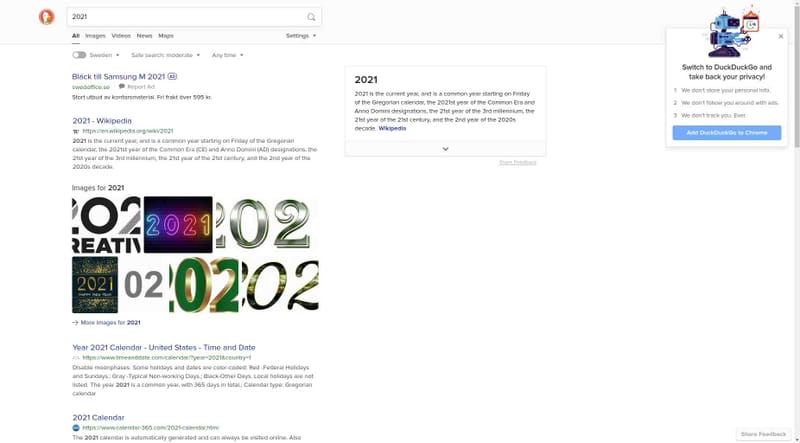 2021
All Images Videos News Maps Settings
Sweden Safe search: moderate Any time
Bläck till Samsung M 2021 Ad
swedoffice.se Report Ad
Stort utbud av kontorsmaterial. Fri frakt över 595 kr.
2021 - Wikipedia
https://en.wikipedia.org/wiki/2021
2021 is the current year, and is a common year starting on Friday of the Gregorian
calendar, the 2021st year of the Common Era (CE) and Anno Domini (AD) designations, the
21st year of the 3rd millennium, the 21st year of the 21st century, and the 2nd year of the
2020s decade.
Images for 2021
202
CREATIV
2021
202
2021
HAPPY NEW YEAR
02
02
202
More Images for 2021
Year 2021 Calendar - United States - Time and Date
https://www.timeanddate.com/calendar/?year=2021&country=1
Disable moonphases. Some holidays and dates are color-coded: Red -Federal Holidays
and Sundays.; Gray -Typical Non-working Days.; Black-Other Days. Local holidays are not
listed. The year 2021 is a common year, with 365 days in total.; Calendar type: Gregorian
calendar
2021 Calendar
https://www.calendar-365.com/2021-calendar.html
The 2021 calendar is automatically generated and can always be visited online. Also
2021
2021 is the current year, and is a common year starting on Friday
of the Gregorian calendar, the 2021st year of the Common Era and
Anno Domini designations, the 21st year of the 3rd millennium, the
21st year of the 21st century, and the 2nd year of the 2020s
decade. Wikipedia
Share Feedback
Switch to DuckDuckGo and
take back your privacy!
1 We don't store your personal info.
2 We don't follow you around with ads.
3 We don't track you. Ever.
Add DuckDuckGo to Chrome
Share Feedback